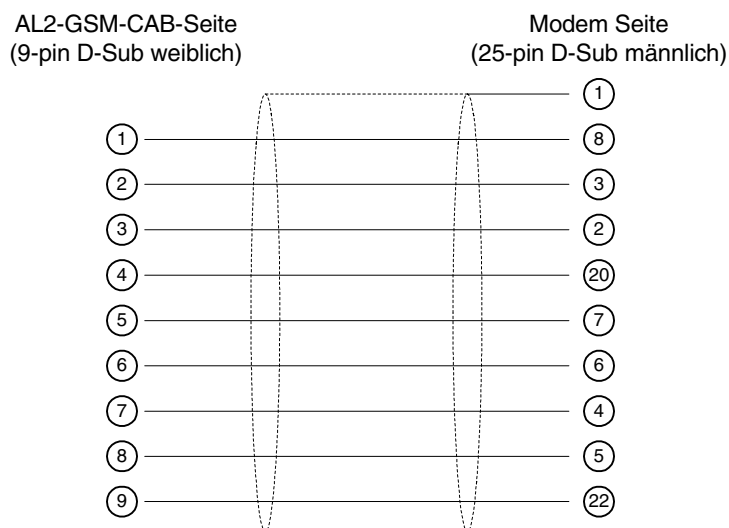 AL2-GSM-CAB-Seite
(9-pin D-Sub weiblich)
Modem Seite
(25-pin D-Sub männlich)
1
1 8
2 3
3 2
4 20
5 7
6 6
7 4
8 5
9 22